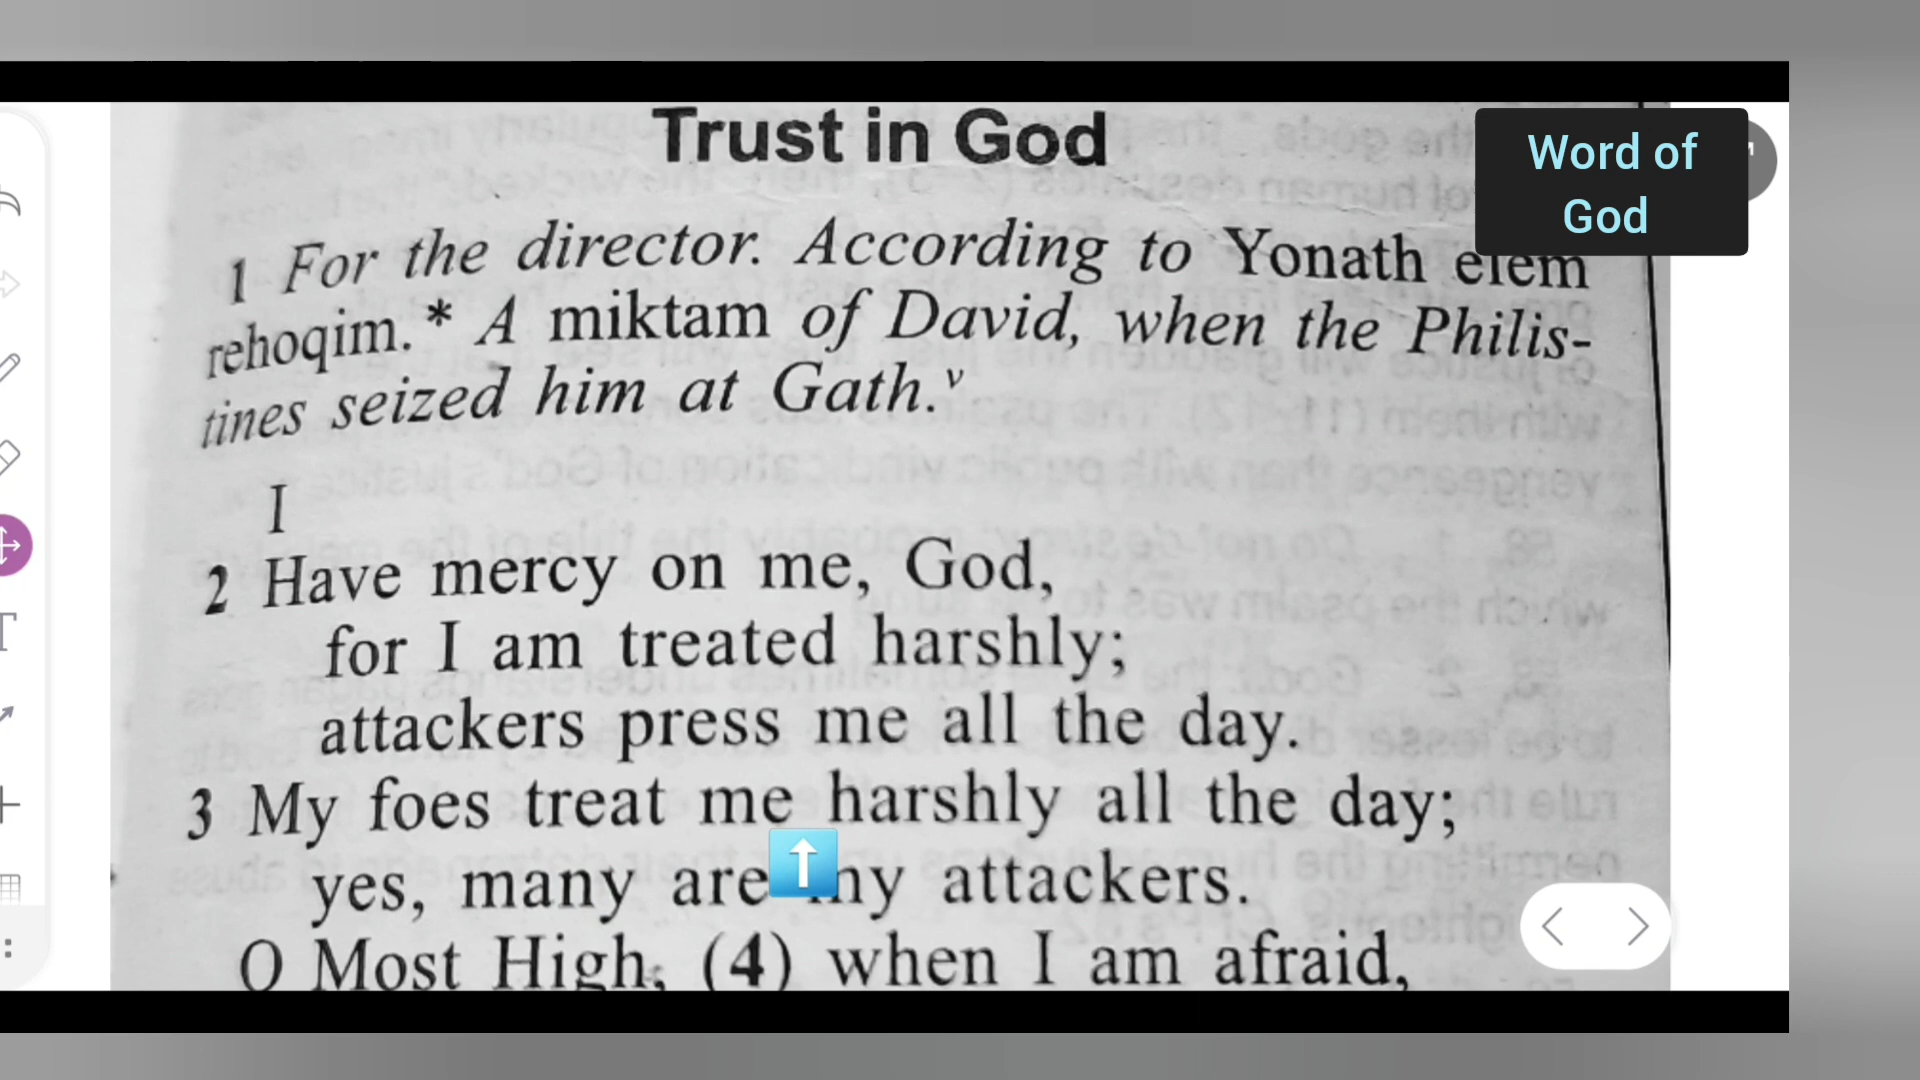 Trust in God
Word of
God
1 For the director. According to Yonath elem
rehoqim.* A miktam of David, when the Philis-
tines seized him at Gath.v
I
2 Have mercy on me, God,
for I am treated harshly;
attackers press me all the day.
3 My foes treat me harshly all the day;
yes, many are my attackers.
O Most High, (4) when I am afraid,